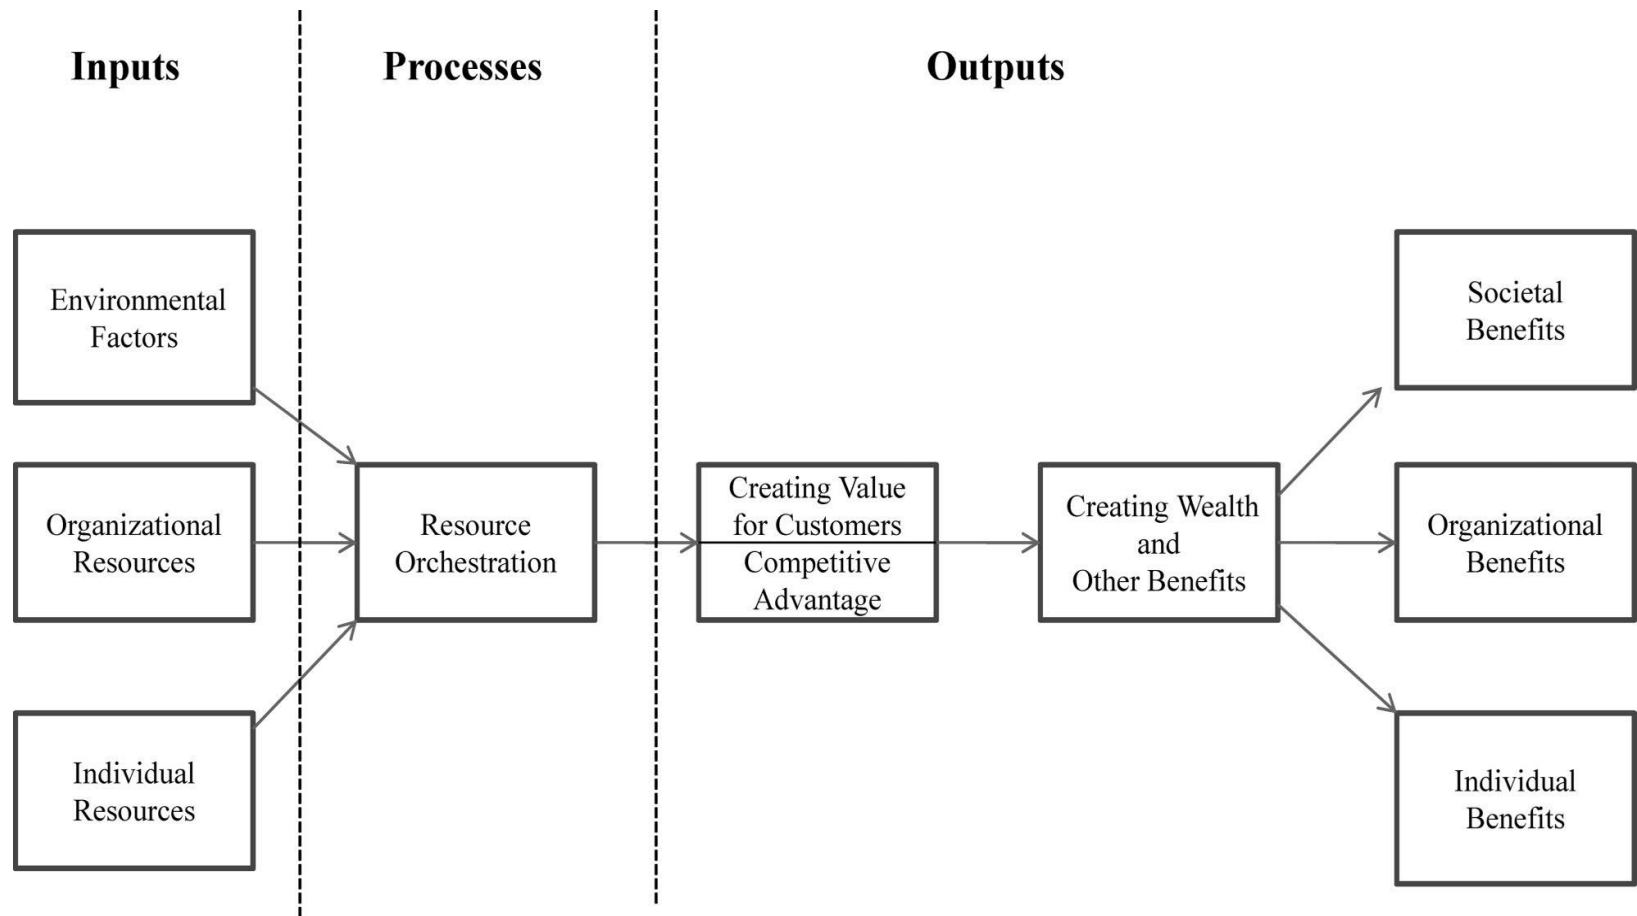 Inputs
Processes
Outputs
Environmental
Factors
Organizational
Resources
Individual
Resources
Resource
Orchestration
Creating Value
for Customers
Competitive
Advantage
Creating Wealth
and
Other Benefits
Societal
Benefits
Organizational
Benefits
Individual
Benefits